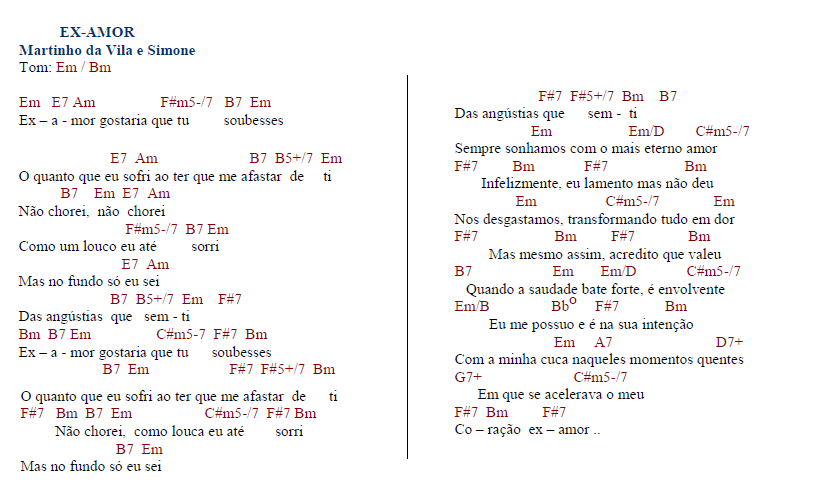 EX-AMOR
Martinho da Vila e Simone
Tom: Em / Bm
Em E7 Am F#m5-/7 B7 Em
Ex – a - mor gostaria que tu soubesses
E7 Am B7 B5+/7 Em
O quanto que eu sofri ao ter que me afastar de ti
B7 Em E7 Am
Não chorei, não chorei
F#m5-/7 B7 Em
Como um louco eu até sorri
E7 Am
Mas no fundo só eu sei
B7 B5+/7 Em F#7
Das angústias que sem - ti
Bm B7 Em C#m5-7 F#7 Bm
Ex – a - mor gostaria que tu soubesses
B7 Em F#7 F#5+/7 Bm
O quanto que eu sofri ao ter que me afastar de ti
F#7 Bm B7 Em C#m5-/7 F#7 Bm
Não chorei, como louca eu até sorri
B7 Em
Mas no fundo só eu sei
F#7 F#5+/7 Bm B7
Das angústias que sem - ti
Em Em/D C#m5-/7
Sempre sonhamos com o mais eterno amor
F#7 Bm F#7 Bm
Infelizmente, eu lamento mas não deu
Em C#m5-/7 Em
Nos desgastamos, transformando tudo em dor
F#7 Bm F#7 Bm
Mas mesmo assim, acredito que valeu
B7 Em Em/D C#m5-/7
Quando a saudade bate forte, é envolvente
Em/B Bbº F#7 Bm
Eu me possuo e é na sua intenção
Em A7 D7+
Com a minha cuca naqueles momentos quentes
G7+ C#m5-/7
Em que se acelerava o meu
F#7 Bm F#7
Co – ração ex – amor ..